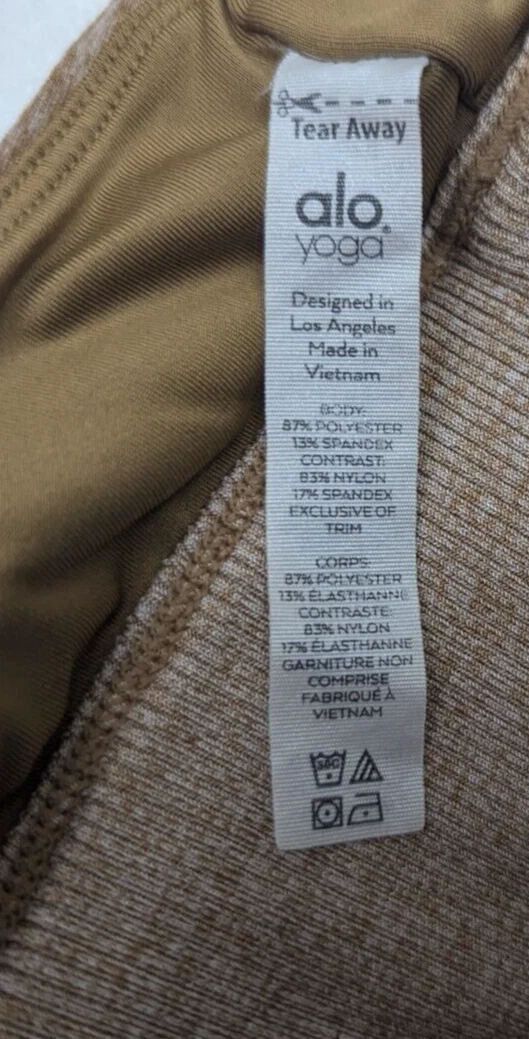 Tear Away
alo®
yoga
Designed in
Los Angeles
Made in
Vietnam
BODY:
87% POLYESTER
13% SPANDEX
CONTRAST:
83% NYLON
17% SPANDEX
EXCLUSIVE OF
TRIM
CORPS:
87% POLYESTER
13% ÉLASTHANNE
CONTRASTE:
83% NYLON
17% ÉLASTHANNE
GARNITURE NON
COMPRISE
FABRIQUÉ À
VIETNAM
30C